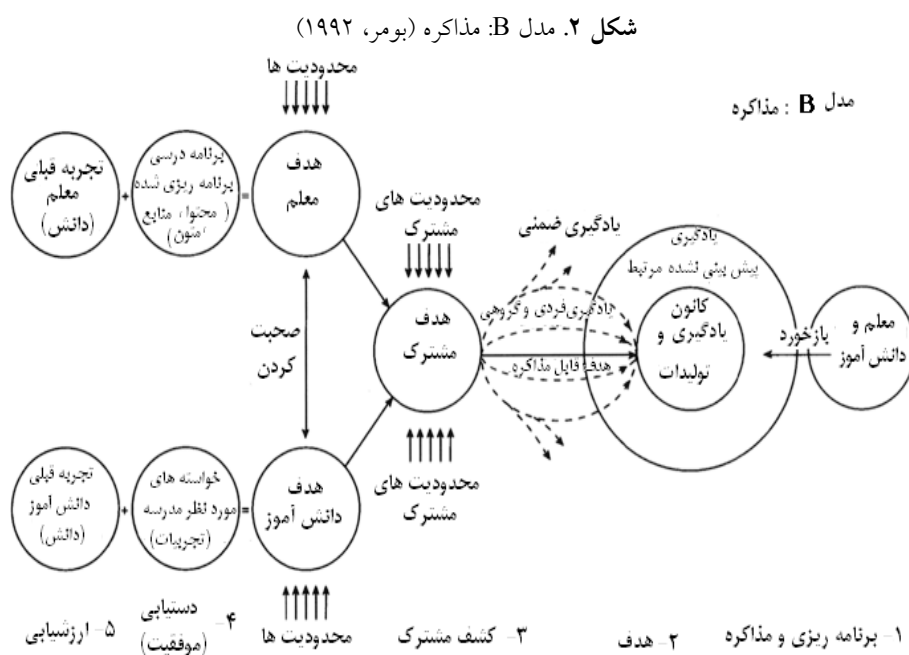 شکل ۲. مدل B: مذاکره (بومر، ۱۹۹۲)
مدل B : مذاکره
محدودیت ها
تجربه قبلی
معلم
(دانش)
+
برنامه درسی
برنامه ریزی شده
(محتوا، منابع
متون)
=
هدف
معلم
محدودیت های
مشترک
صحبت
کردن
هدف
مشترک
یادگیری ضمنی
یادگیری فردی و گروهی
هدف قابل مذاکره
یادگیری
پیش بینی نشده مرتبط
کانون
یادگیری و
تولیدات
بازخورد
معلم و
دانش آموز
تجربه قبلی
دانش آموز
(دانش)
+
خواسته های
مورد نظر مدرسه
(تجربیات)
=
هدف
دانش آموز
محدودیت های
مشترک
محدودیت ها
۱- برنامه ریزی و مذاکره
۲- هدف
۳- کشف مشترک
۴- دستیابی
(موفقیت)
۵- ارزشیابی